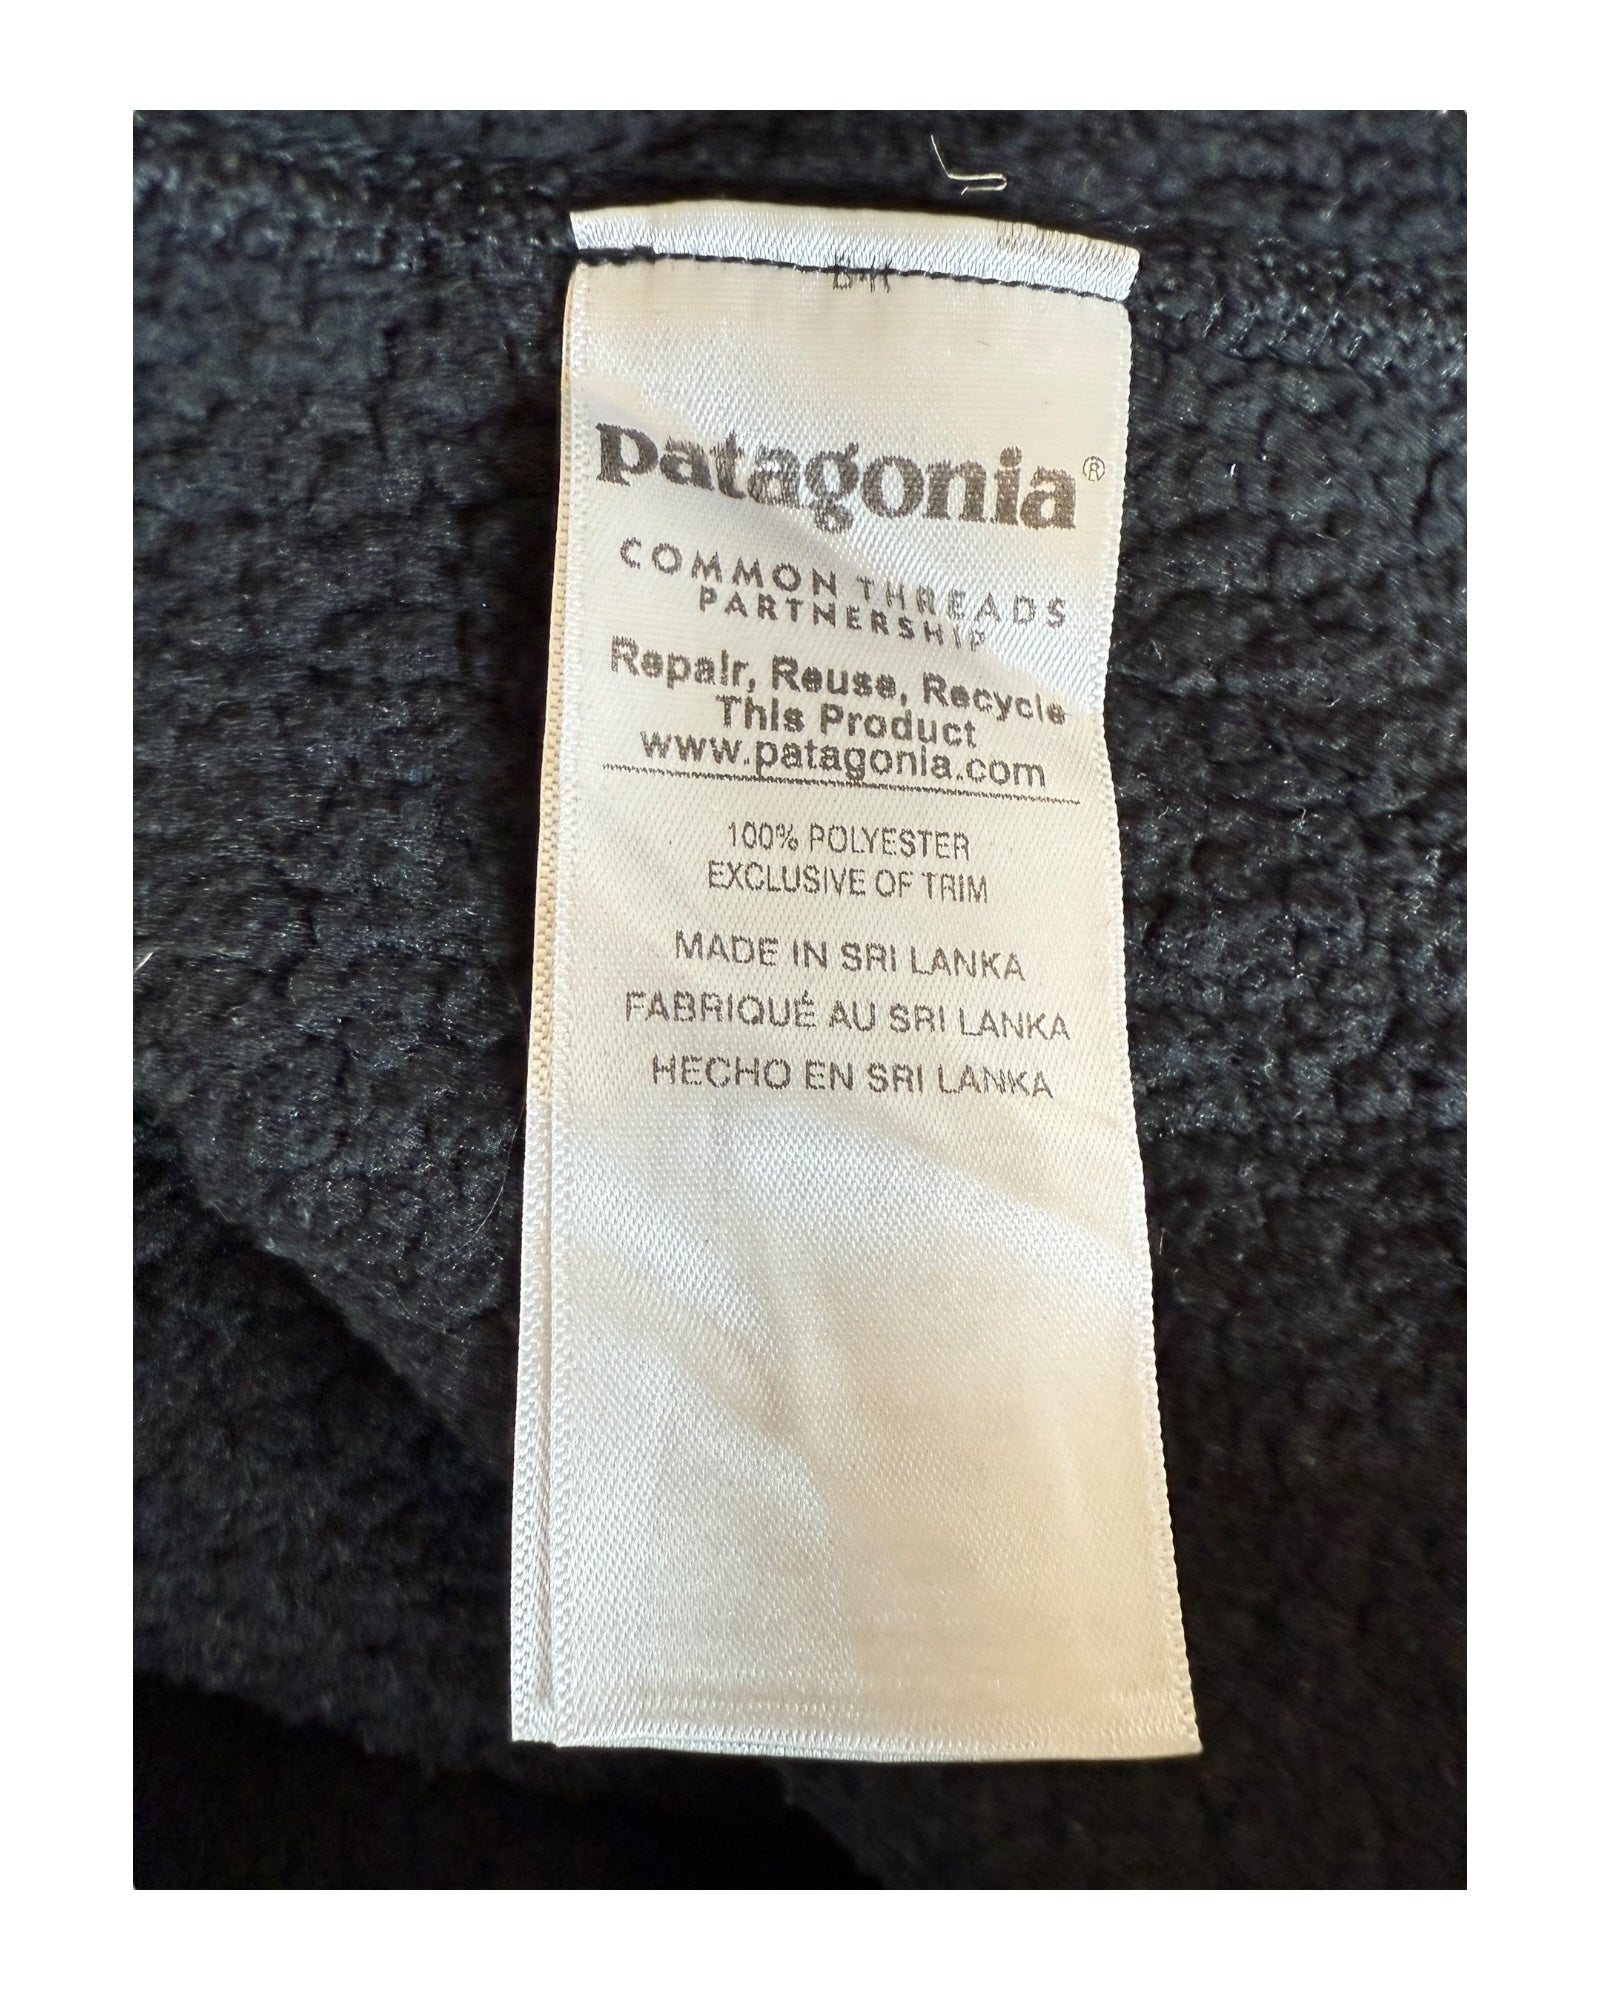 patagonia®
COMMON THREADS
PARTNERSHIP
Repair, Reuse, Recycle
This Product
www.patagonia.com
100% POLYESTER
EXCLUSIVE OF TRIM
MADE IN SRI LANKA
FABRIQUÉ AU SRI LANKA
HECHO EN SRI LANKA